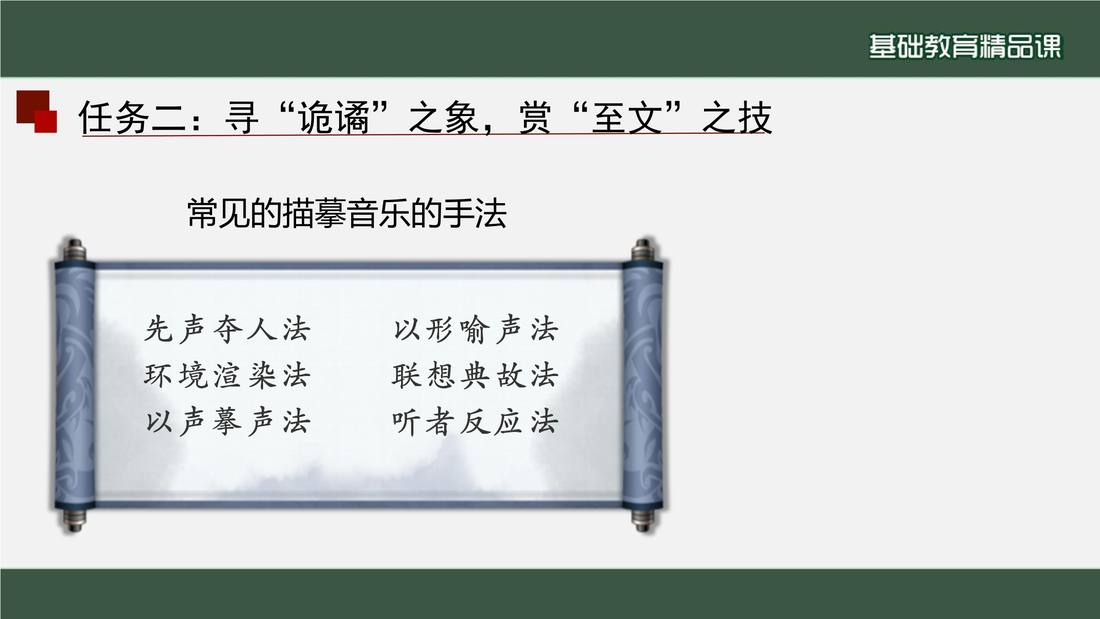 基础教育精品课
任务二：寻“诡谲”之象，赏“至文”之技
常见的描摹音乐的手法
先声夺人法 以形喻声法
环境渲染法 联想典故法
以声摹声法 听者反应法